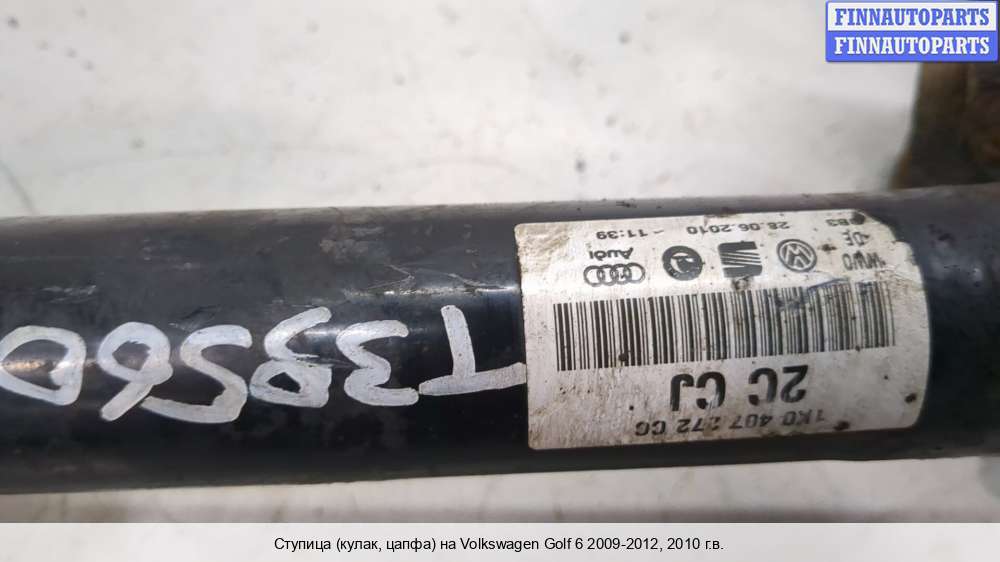 FINNAUTOPARTS
FINNAUTOPARTS
1K0 407 272 CG
2C CJ
Audi
28.06.2010 - 11:39
T38560
Ступица (кулак, цапфа) на Volkswagen Golf 6 2009-2012, 2010 г.в.